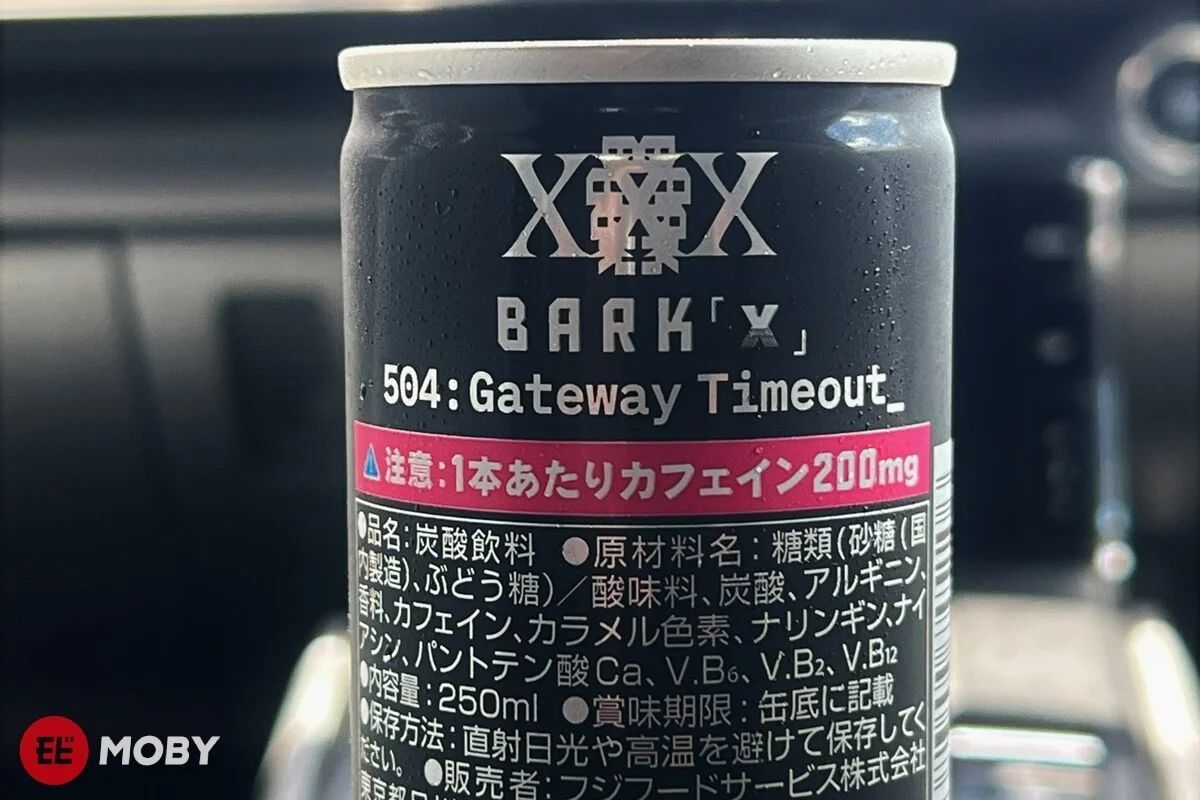 XXX
BARK「X」
504:Gateway Timeout_
注意:1本あたりカフェイン200mg
●品名:炭酸飲料 ●原材料名:糖類(砂糖(国
内製造)、ぶどう糖)/酸味料、炭酸、アルギニン、
香料、カフェイン、カラメル色素、ナリンギン、ナイ
アシン、パントテン酸Ca、V.B6、V.B2、V.B12
●内容量:250ml ●賞味期限:缶底に記載
●保存方法:直射日光や高温を避けて保存してく
ださい。 ●販売者:フジフードサービス株式会社
東京都
モビ MOBY